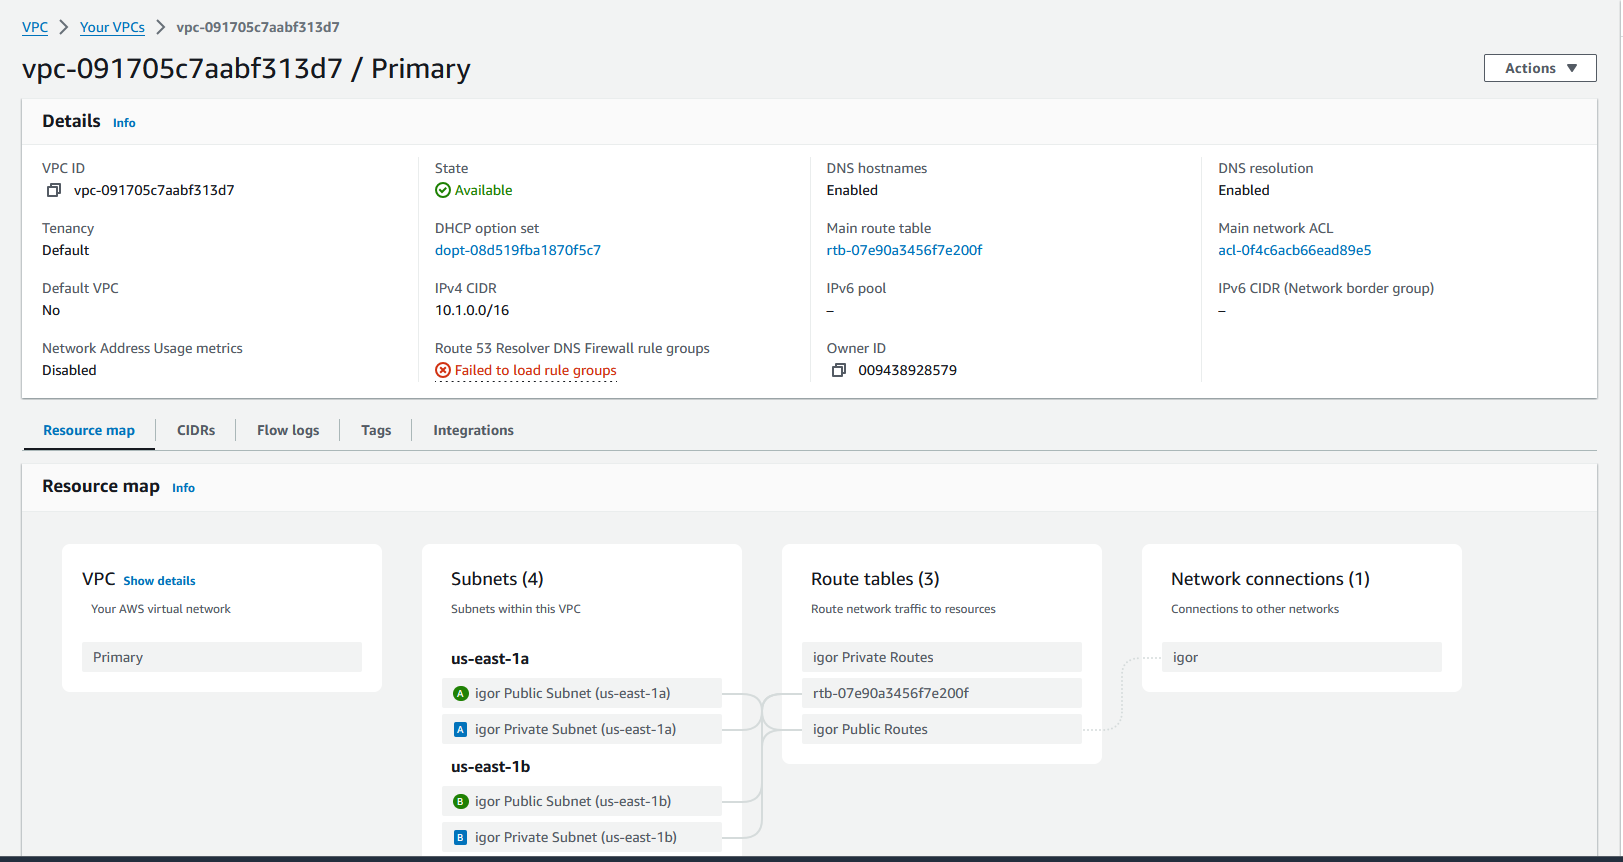 VPC > Your VPCs > vpc-091705c7aabf313d7
vpc-091705c7aabf313d7 / Primary
Actions
Details Info
VPC ID
vpc-091705c7aabf313d7
State
Available
DNS hostnames
Enabled
DNS resolution
Enabled
Tenancy
Default
DHCP option set
dopt-08d519fba1870f5c7
Main route table
rtb-07e90a3456f7e200f
Main network ACL
acl-0f4c6acb66ead89e5
Default VPC
No
IPv4 CIDR
10.1.0.0/16
IPv6 pool
–
IPv6 CIDR (Network border group)
–
Network Address Usage metrics
Disabled
Route 53 Resolver DNS Firewall rule groups
Failed to load rule groups
Owner ID
009438928579
Resource map
CIDRs
Flow logs
Tags
Integrations
Resource map Info
VPC Show details
Your AWS virtual network
Primary
Subnets (4)
Subnets within this VPC
us-east-1a
A igor Public Subnet (us-east-1a)
A igor Private Subnet (us-east-1a)
us-east-1b
B igor Public Subnet (us-east-1b)
B igor Private Subnet (us-east-1b)
Route tables (3)
Route network traffic to resources
igor Private Routes
rtb-07e90a3456f7e200f
igor Public Routes
Network connections (1)
Connections to other networks
igor